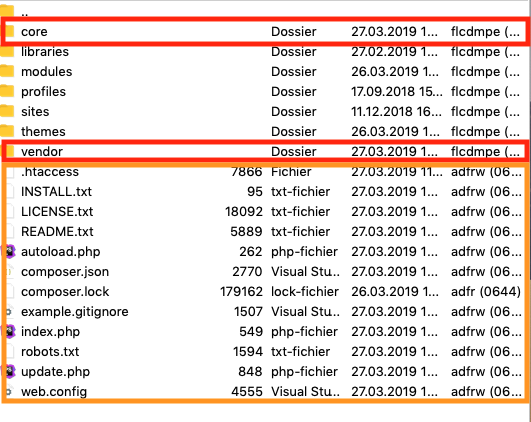 ..
core Dossier 27.03.2019 1... flcdmpe (...
libraries Dossier 27.02.2019 1... flcdmpe (...
modules Dossier 26.03.2019 1... flcdmpe (...
profiles Dossier 17.09.2018 15... flcdmpe (...
sites Dossier 11.12.2018 16... flcdmpe (...
themes Dossier 26.03.2019 1... flcdmpe (...
vendor Dossier 27.03.2019 1... flcdmpe (...
.htaccess 7866 Fichier 27.03.2019 11... adfrw (06...
INSTALL.txt 95 txt-fichier 27.03.2019 1... adfrw (06...
LICENSE.txt 18092 txt-fichier 27.03.2019 1... adfrw (06...
README.txt 5889 txt-fichier 27.03.2019 1... adfrw (06...
autoload.php 262 php-fichier 27.03.2019 1... adfrw (06...
composer.json 2770 Visual Stu... 27.03.2019 1... adfrw (06...
composer.lock 179162 lock-fichier 26.03.2019 1... adfr (0644)
example.gitignore 1507 Visual Stu... 27.03.2019 1... adfrw (06...
index.php 549 php-fichier 27.03.2019 1... adfrw (06...
robots.txt 1594 txt-fichier 27.03.2019 1... adfrw (06...
update.php 848 php-fichier 27.03.2019 1... adfrw (06...
web.config 4555 Visual Stu... 27.03.2019 1... adfrw (06...